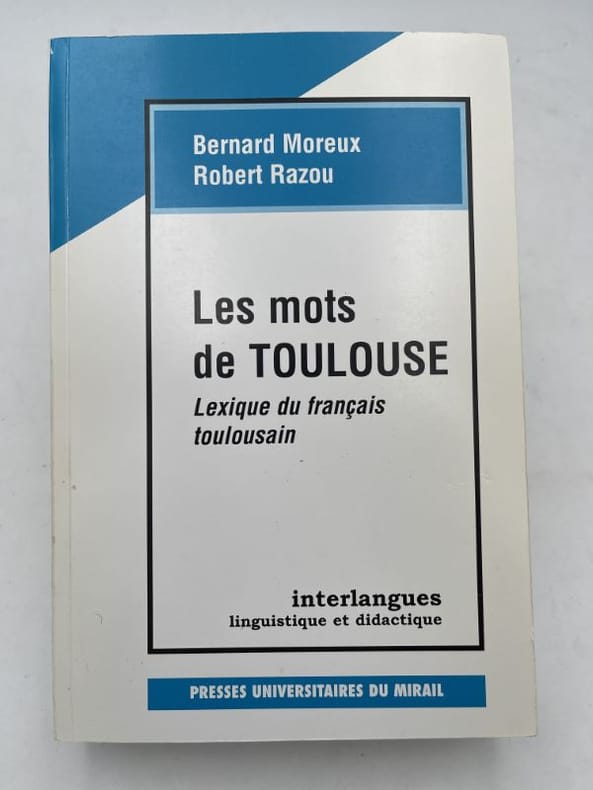 Bernard Moreux
Robert Razou
Les mots
de TOULOUSE
Lexique du français
toulousain
interlangues
linguistique et didactique
PRESSES UNIVERSITAIRES DU MIRAIL